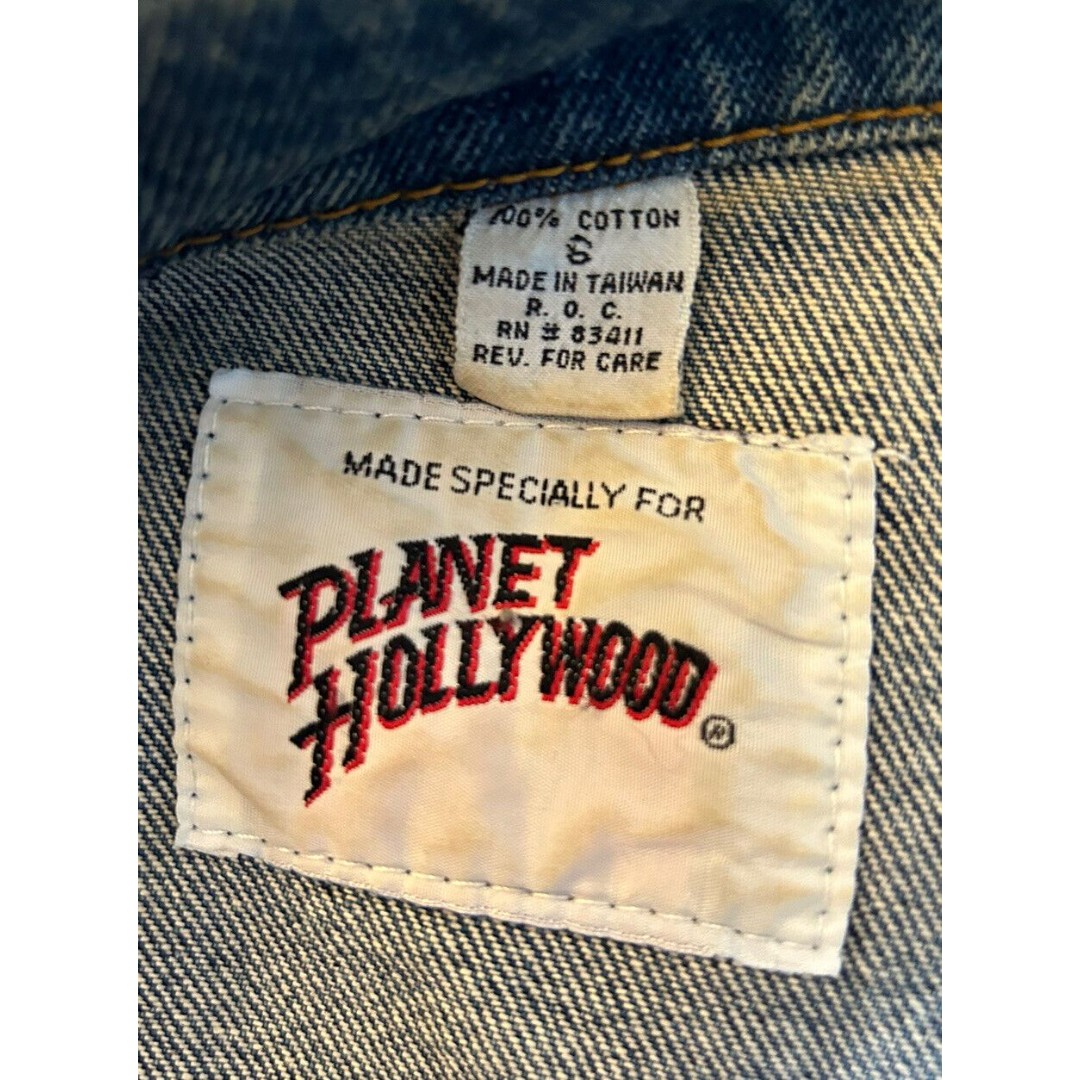 100% COTTON
S
MADE IN TAIWAN
R. O. C.
RN # 83411
REV. FOR CARE
MADE SPECIALLY FOR
PLANET
HOLLYWOOD®